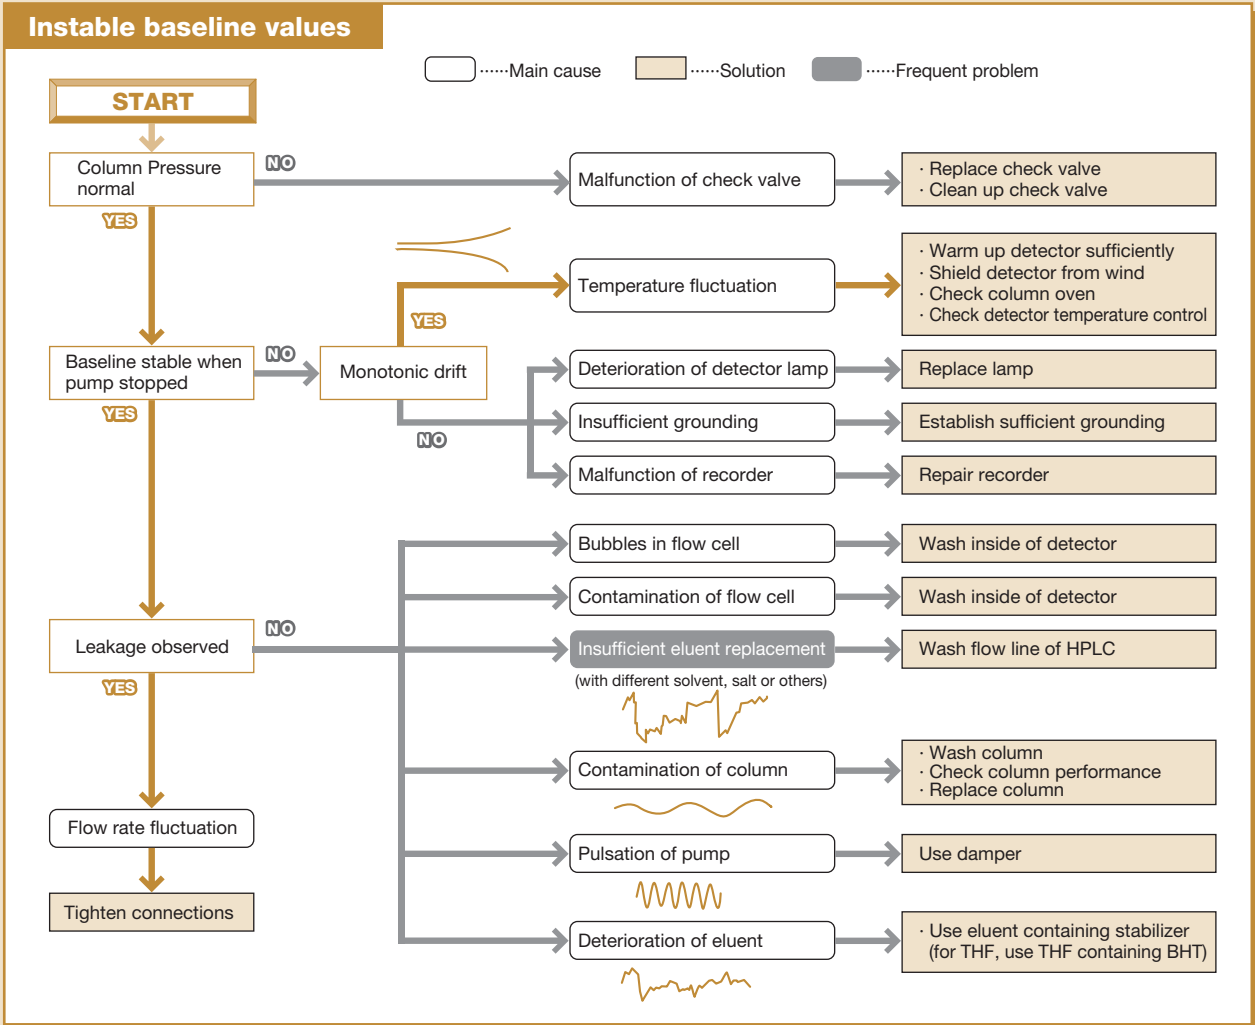 Instable baseline values
······Main cause
······Solution
······Frequent problem
START
Column Pressure
normal
NO
Malfunction of check valve
· Replace check valve
· Clean up check valve
YES
Temperature fluctuation
· Warm up detector sufficiently
· Shield detector from wind
· Check column oven
· Check detector temperature control
YES
Baseline stable when
pump stopped
NO
Monotonic drift
Deterioration of detector lamp
Replace lamp
YES
NO
Insufficient grounding
Establish sufficient grounding
Malfunction of recorder
Repair recorder
Bubbles in flow cell
Wash inside of detector
Contamination of flow cell
Wash inside of detector
Leakage observed
NO
Insufficient eluent replacement
(with different solvent, salt or others)
Wash flow line of HPLC
YES
Contamination of column
· Wash column
· Check column performance
· Replace column
Flow rate fluctuation
Pulsation of pump
Use damper
Tighten connections
Deterioration of eluent
· Use eluent containing stabilizer
(for THF, use THF containing BHT)